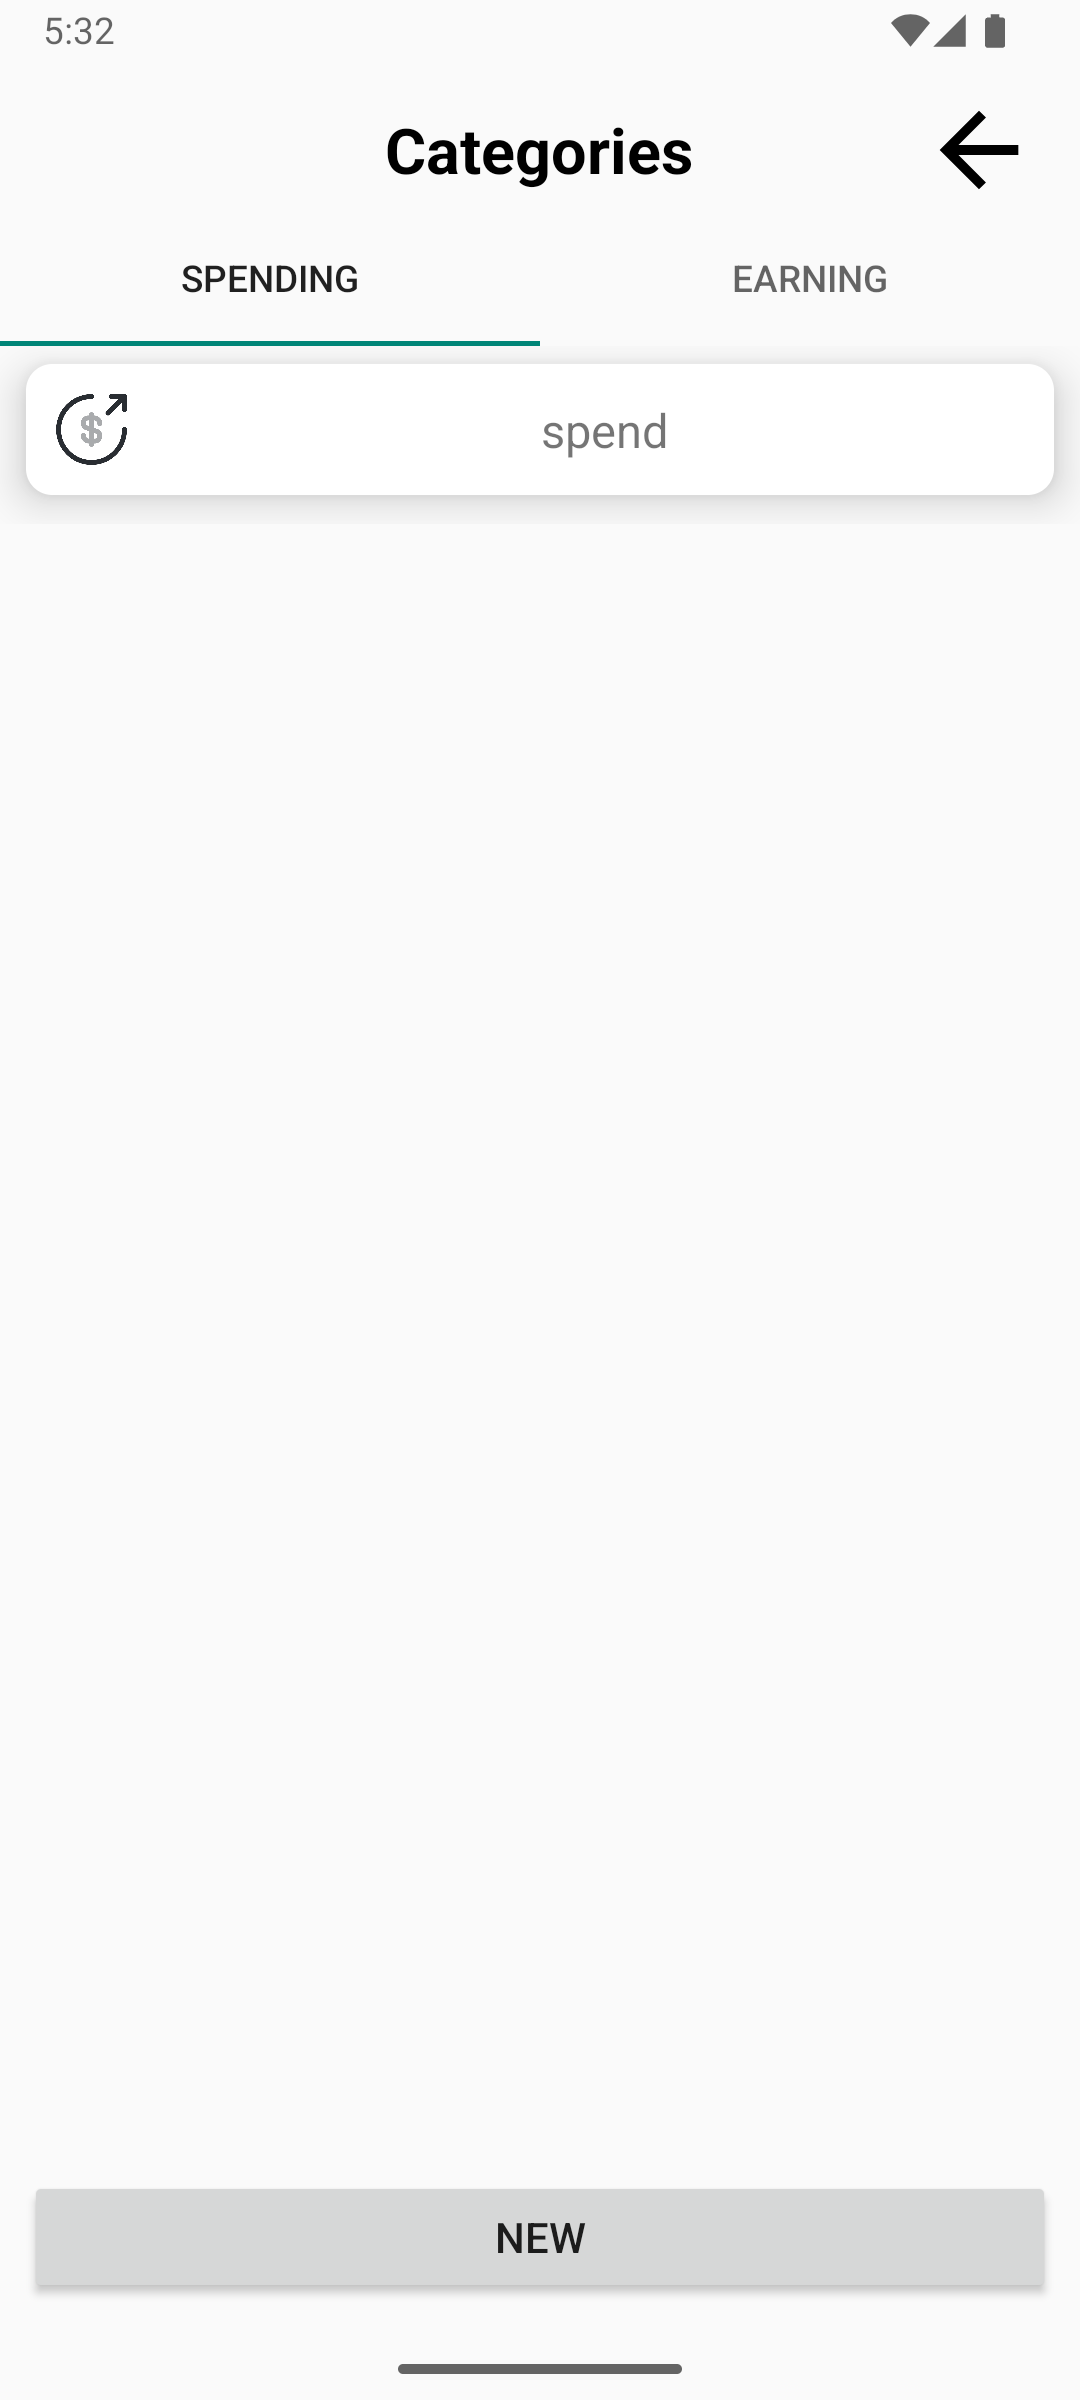 5:32
Categories
SPENDING
EARNING
$
spend
NEW